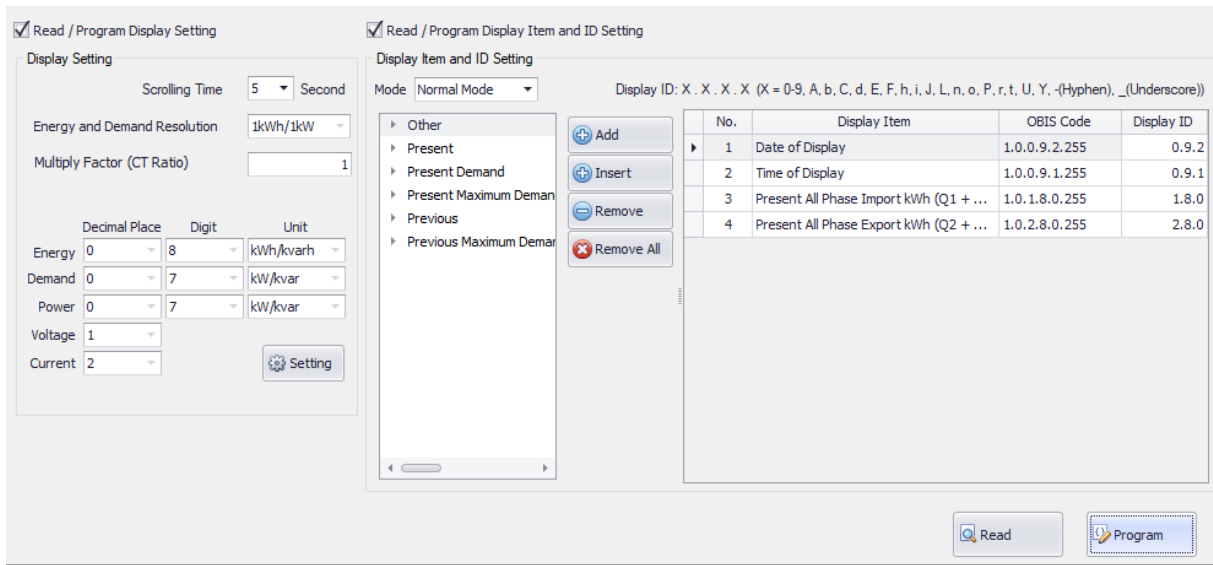 Read / Program Display Setting
Read / Program Display Item and ID Setting
Display Setting
Scrolling Time 5 Second
Energy and Demand Resolution 1kWh/1kW
Multiply Factor (CT Ratio) 1
Decimal Place Digit Unit
Energy 0 8 kWh/kvarh
Demand 0 7 kW/kvar
Power 0 7 kW/kvar
Voltage 1
Current 2
Setting
Display Item and ID Setting
Mode Normal Mode
Display ID: X . X . X . X (X = 0-9, A, b, C, d, E, F, h, i, J, L, n, o, P, r, t, U, Y, -(Hyphen), _(Underscore))
Other
Present
Present Demand
Present Maximum Deman
Previous
Previous Maximum Demar
Add
Insert
Remove
Remove All
No. Display Item OBIS Code Display ID
1 Date of Display 1.0.0.9.2.255 0.9.2
2 Time of Display 1.0.0.9.1.255 0.9.1
3 Present All Phase Import kWh (Q1 + ... 1.0.1.8.0.255 1.8.0
4 Present All Phase Export kWh (Q2 + ... 1.0.2.8.0.255 2.8.0
Read
Program